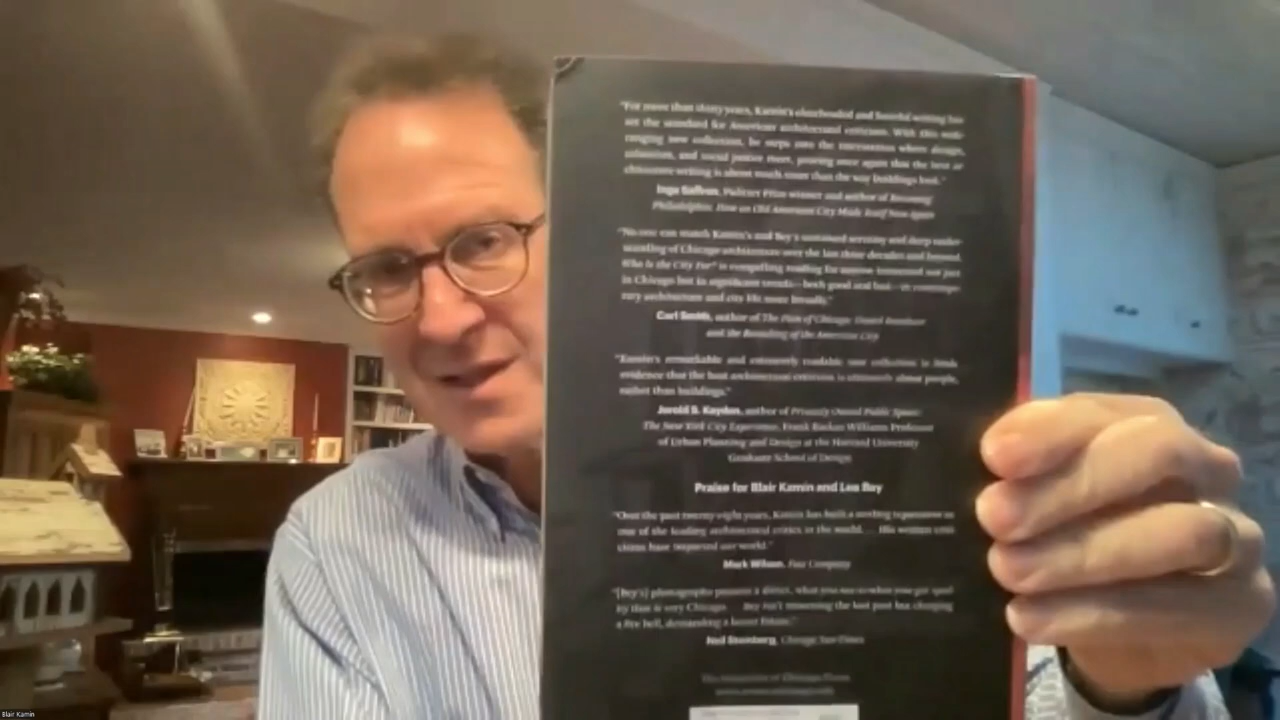 "For more than thirty years, Kamin's clearheaded and forceful writing has
set the standard for American architectural criticism. With this wide-
ranging new collection, he steps into the intersection where design,
urbanism, and social justice meet, proving once again that the best ar-
chitecture writing is about much more than the way buildings look."
Inga Saffron, Pulitzer Prize winner and author of Becoming
Philadelphia: How an Old American City Made Itself New Again
"No one can match Kamin's and Bey's sustained scrutiny and deep under-
standing of Chicago architecture over the last three decades and beyond.
Who Is the City For? is compelling reading for anyone interested not just
in Chicago but in significant trends—both good and bad—in contempo-
rary architecture and city life more broadly."
Carl Smith, author of The Plan of Chicago: Daniel Burnham
and the Remaking of the American City
"Kamin's remarkable and extremely readable new collection is
evidence that the best architectural criticism is ultimately about people,
rather than buildings."
Jerold S. Kayden, author of Privately Owned Public Space:
The New York City Experience, Frank Backus Williams Professor
of Urban Planning and Design at the Harvard University
Graduate School of Design
Praise for Blair Kamin and Lee Bey
"Over the past twenty-eight years, Kamin has built a sterling reputation as
one of the leading architectural critics in the world. . . . His written criti-
cisms have impacted our world."
Mark Wilson, Fast Company
"[Bey's] photographs present a direct, what-you-see-is-what-you-get qual-
ity that is very Chicago. . . . Bey isn't mourning the lost past but clanging
a fire bell, demanding a better future."
Neil Steinberg, Chicago Sun-Times
The University of Chicago Press
Blair Kamin